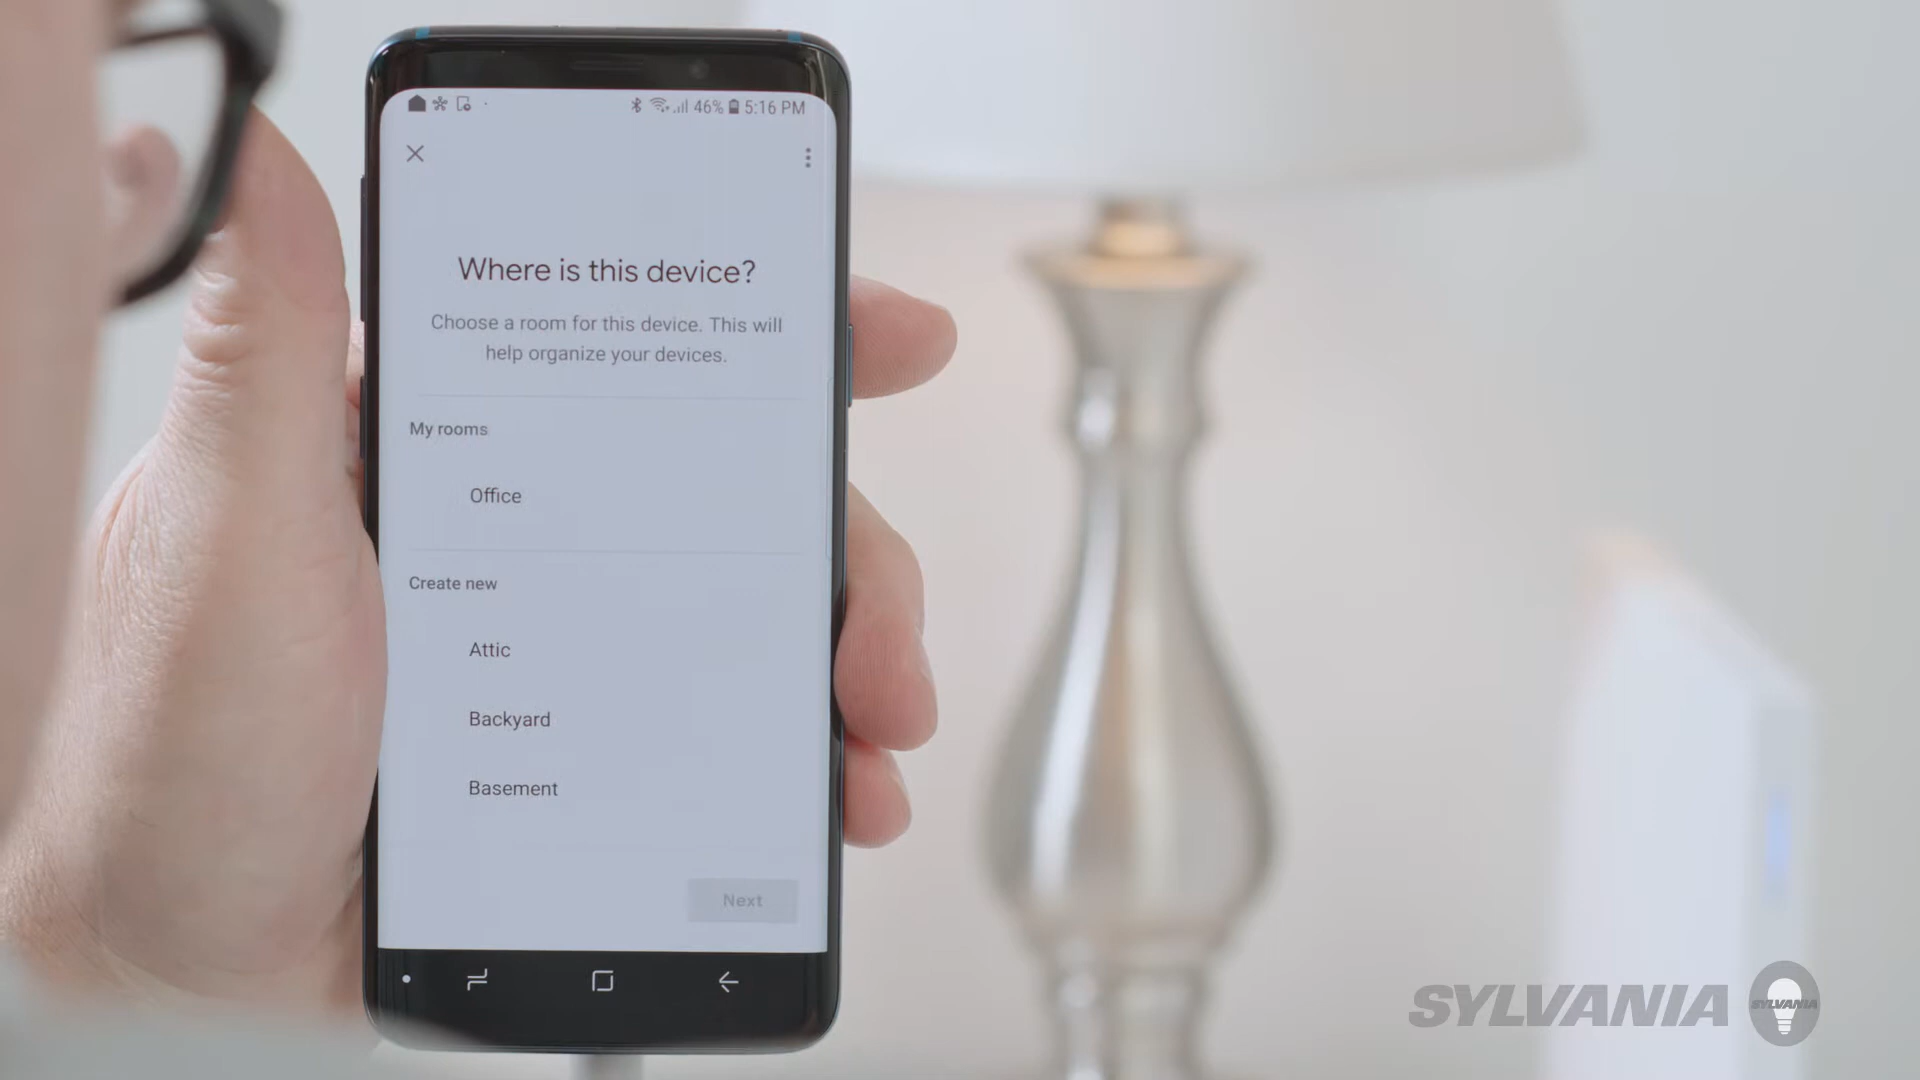 46% 5:16 PM
Where is this device?
Choose a room for this device. This will
help organize your devices.
My rooms
Office
Create new
Attic
Backyard
Basement
Next
SYLVANIA
SYLVANIA